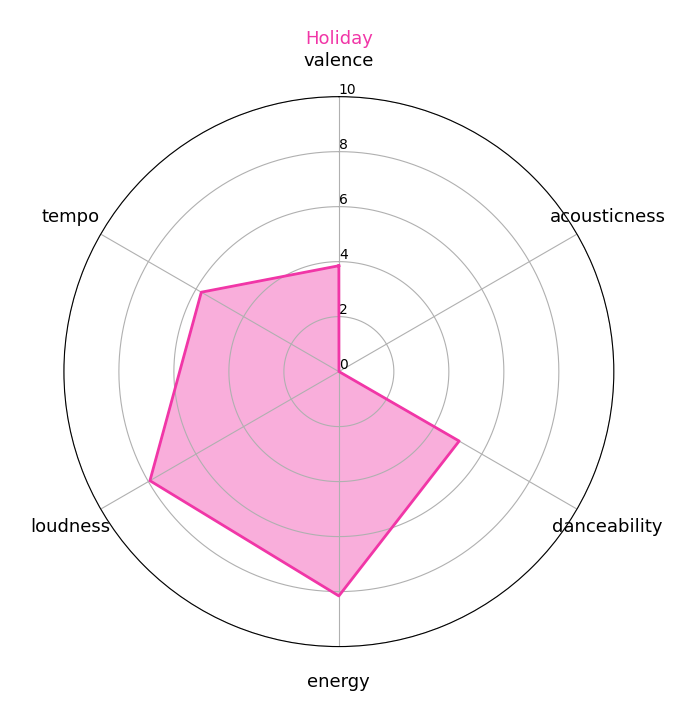 Holiday
valence
10
8
tempo
6
acousticness
4
2
0
loudness
danceability
energy